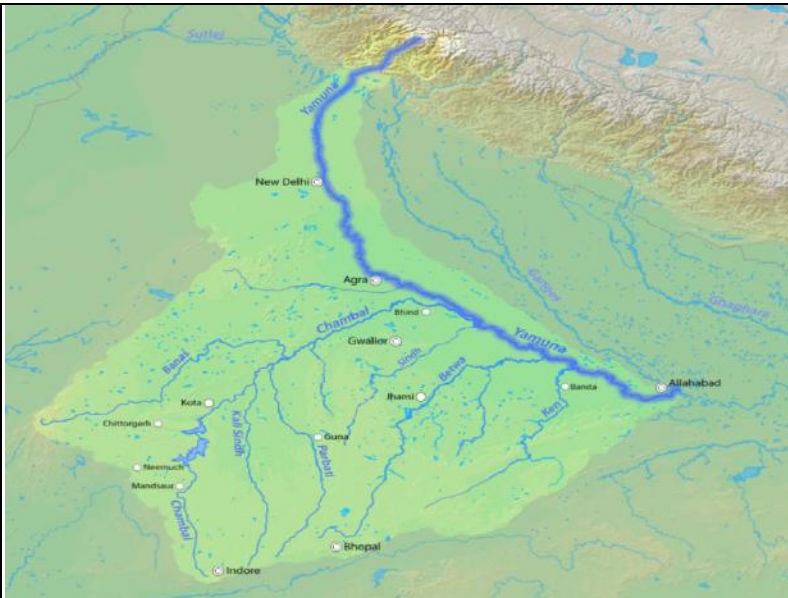 Sutlej
Yamuna
New Delhi
Ganges
Ghaghara
Agra
Chambal
Bhind
Yamuna
Gwalior
Sindh
Betwa
Banas
Allahabad
Banda
Jhansi
Kota
Ken
Chittorgarh
Kali Sindh
Guna
Parbati
Neemuch
Mandsaur
Chambal
Bhopal
Indore